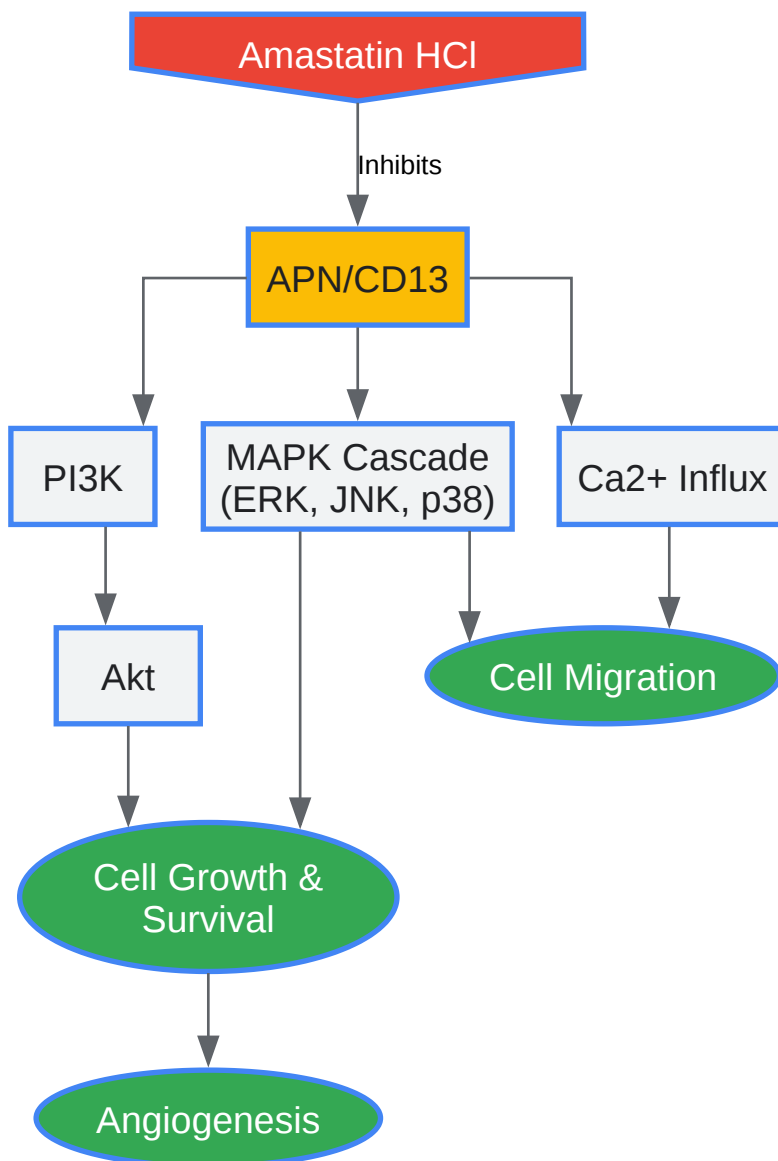 Amastatin HCl
Inhibits
APN/CD13
PI3K
MAPK Cascade
(ERK, JNK, p38)
Ca2+ Influx
Akt
Cell Migration
Cell Growth &
Survival
Angiogenesis